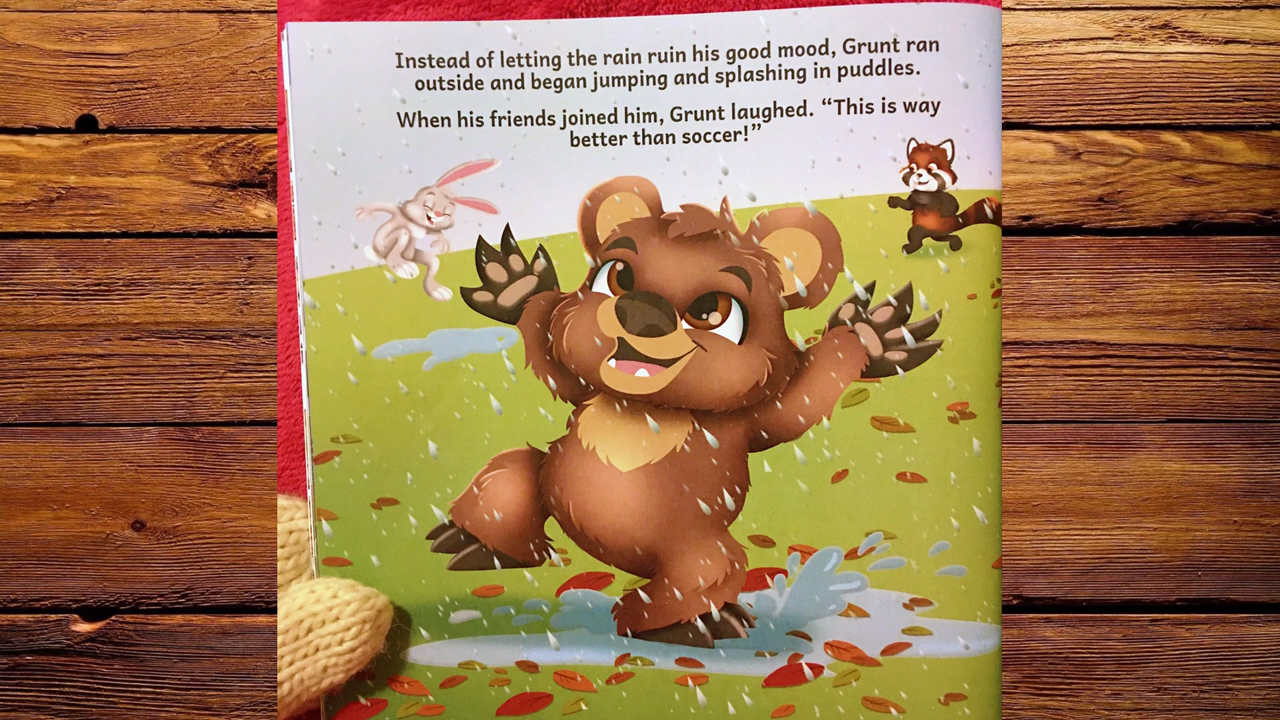 Instead of letting the rain ruin his good mood, Grunt ran
outside and began jumping and splashing in puddles.
When his friends joined him, Grunt laughed. “This is way
better than soccer!”